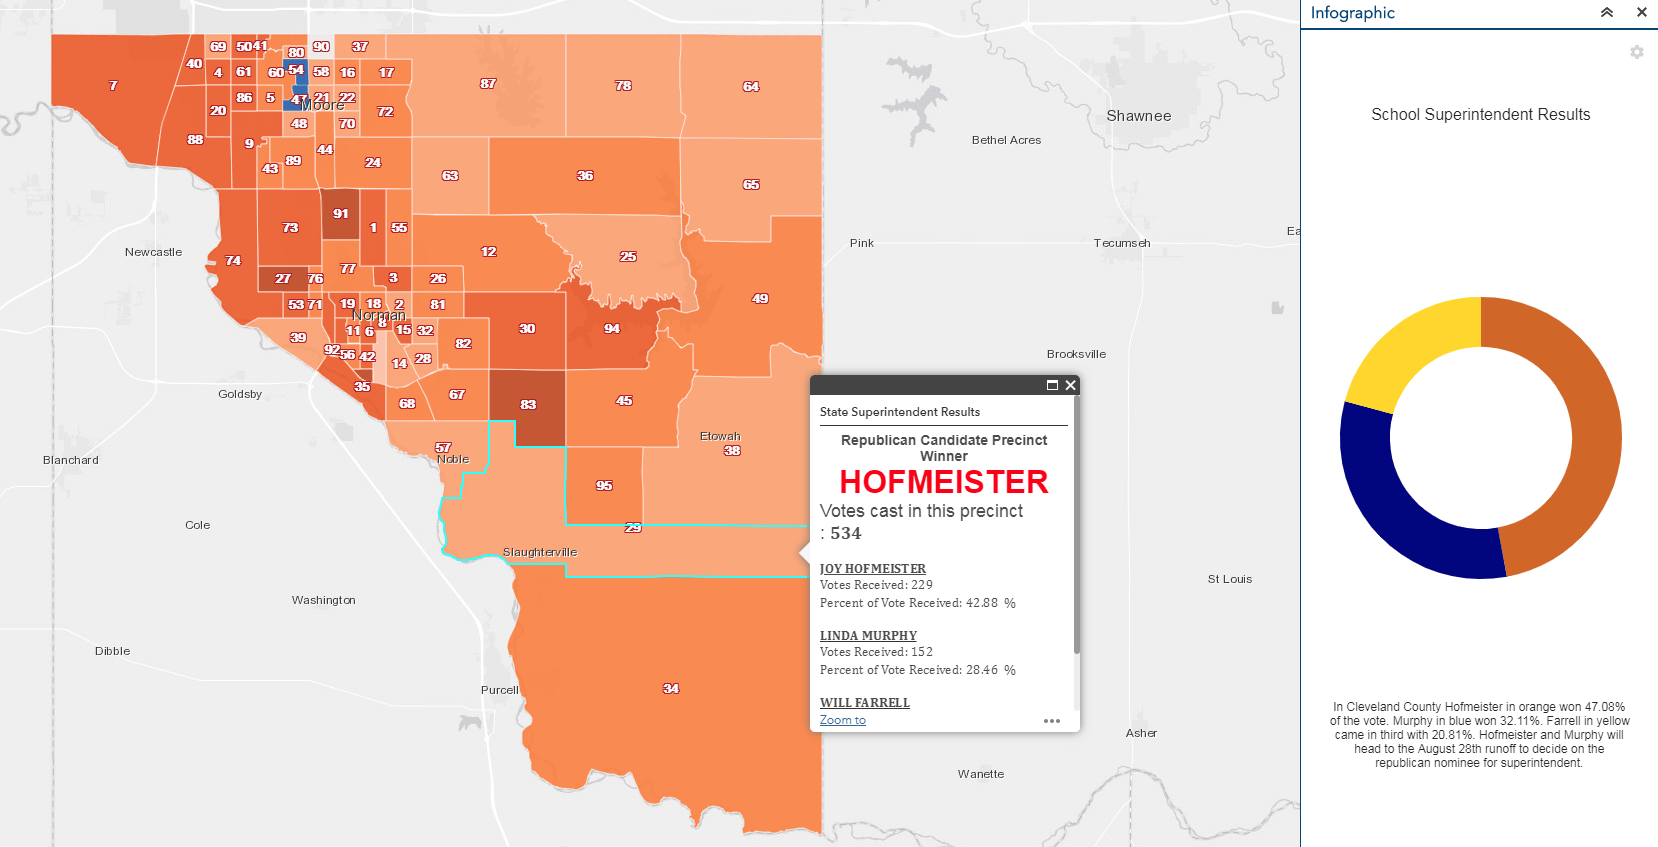 Infographic
School Superintendent Results
In Cleveland County Hofmeister in orange won 47.08%
of the vote. Murphy in blue won 32.11%. Farrell in yellow
came in third with 20.81%. Hofmeister and Murphy will
head to the August 28th runoff to decide on the
republican nominee for superintendent.
State Superintendent Results
Republican Candidate Precinct
Winner
HOFMEISTER
Votes cast in this precinct
: 534
JOY HOFMEISTER
Votes Received: 229
Percent of Vote Received: 42.88 %
LINDA MURPHY
Votes Received: 152
Percent of Vote Received: 28.46 %
WILL FARRELL
Zoom to
69 50 41 80 90 37
40 4 61 60 54 58 16 17
7 87 78 64
86 5 47 21 22
20 Moore 72
48 70
88 9 44
43 89 24
63 36 65
91
73 1 55
74 12 25
27 76 77 3 26
53 71 19 18 2 81 49
Norman
39 11 6 8 15 32 30 94
92 56 42 14 28 82
35 68 67 83 45
57 Etowah
Noble 38
95
29
Slaughterville
34
Shawnee
Bethel Acres
Newcastle
Pink
Tecumseh
Ea
Brooksville
Goldsby
Blanchard
Cole
St Louis
Washington
Dibble
Purcell
Asher
Wanette